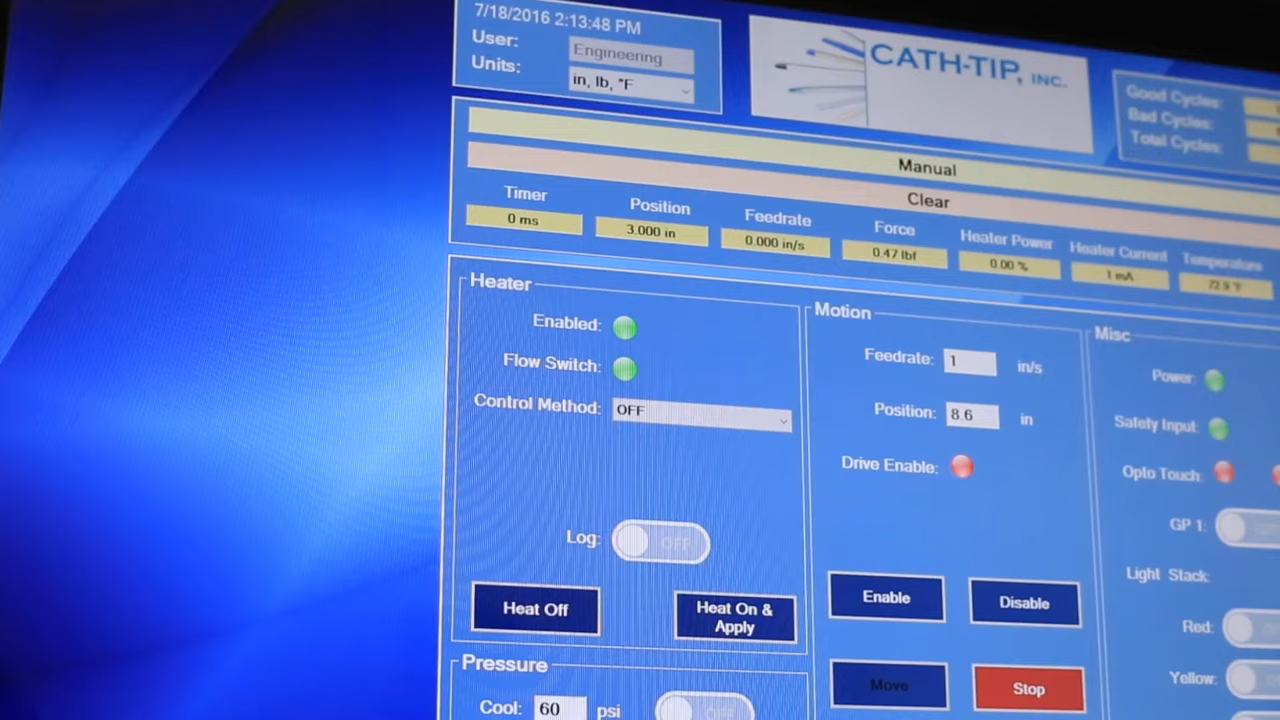 7/18/2016 2:13:48 PM
User: Engineering
Units: in, lb, °F
CATH-TIP, INC.
Good Cycles:
Bad Cycles:
Total Cycles:
Manual
Clear
Timer Position Feedrate Force Heater Power Heater Current Temperature
0 ms 3.000 in 0.000 in/s 0.47 lbf 0.00 % 1 mA 72.9 °F
Heater
Enabled:
Flow Switch:
Control Method: OFF
Log: OFF
Heat Off
Heat On &
Apply
Motion
Feedrate: 1 in/s
Position: 8.6 in
Drive Enable:
Enable Disable
Move Stop
Misc
Power:
Safety Input:
Opto Touch:
GP 1:
Light Stack:
Red:
Yellow:
Pressure
Cool: 60 psi OFF